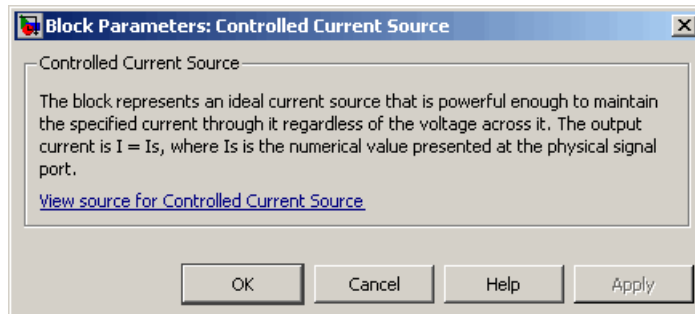 Block Parameters: Controlled Current Source
Controlled Current Source
The block represents an ideal current source that is powerful enough to maintain
the specified current through it regardless of the voltage across it. The output
current is I = Is, where Is is the numerical value presented at the physical signal
port.
View source for Controlled Current Source
OK Cancel Help Apply